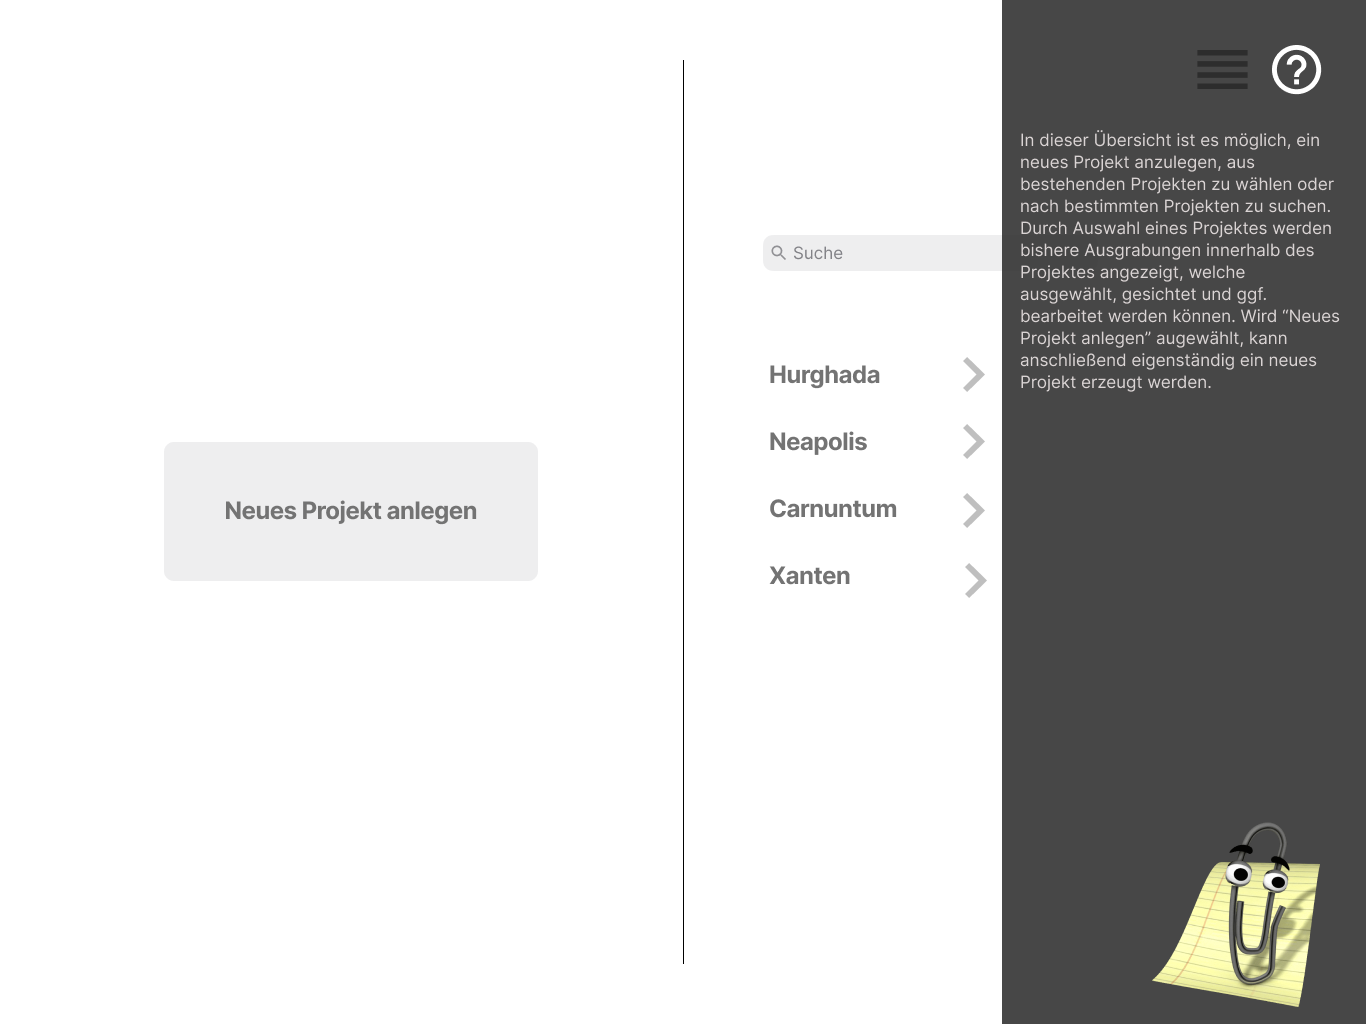 Neues Projekt anlegen
Suche
Hurghada
Neapolis
Carnuntum
Xanten
?
In dieser Übersicht ist es möglich, ein
neues Projekt anzulegen, aus
bestehenden Projekten zu wählen oder
nach bestimmten Projekten zu suchen.
Durch Auswahl eines Projektes werden
bishere Ausgrabungen innerhalb des
Projektes angezeigt, welche
ausgewählt, gesichtet und ggf.
bearbeitet werden können. Wird “Neues
Projekt anlegen” augewählt, kann
anschließend eigenständig ein neues
Projekt erzeugt werden.